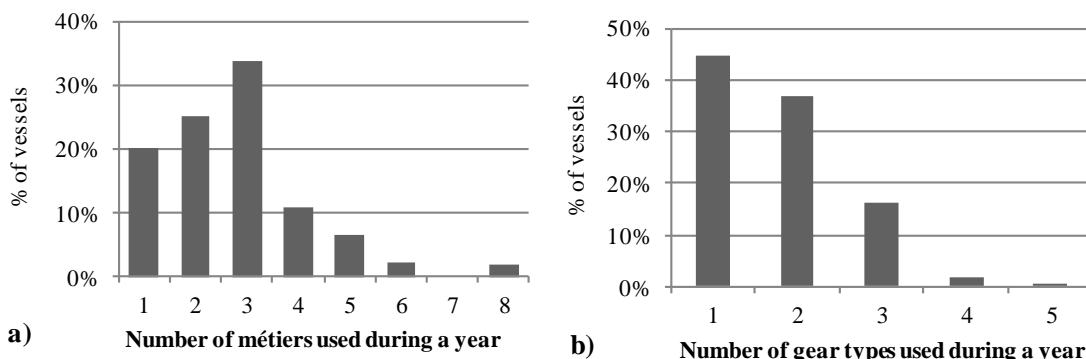 40%
30%
20%
10%
0%
% of vessels
1 2 3 4 5 6 7 8
a) Number of métiers used during a year
50%
40%
30%
20%
10%
0%
% of vessels
1 2 3 4 5
b) Number of gear types used during a year